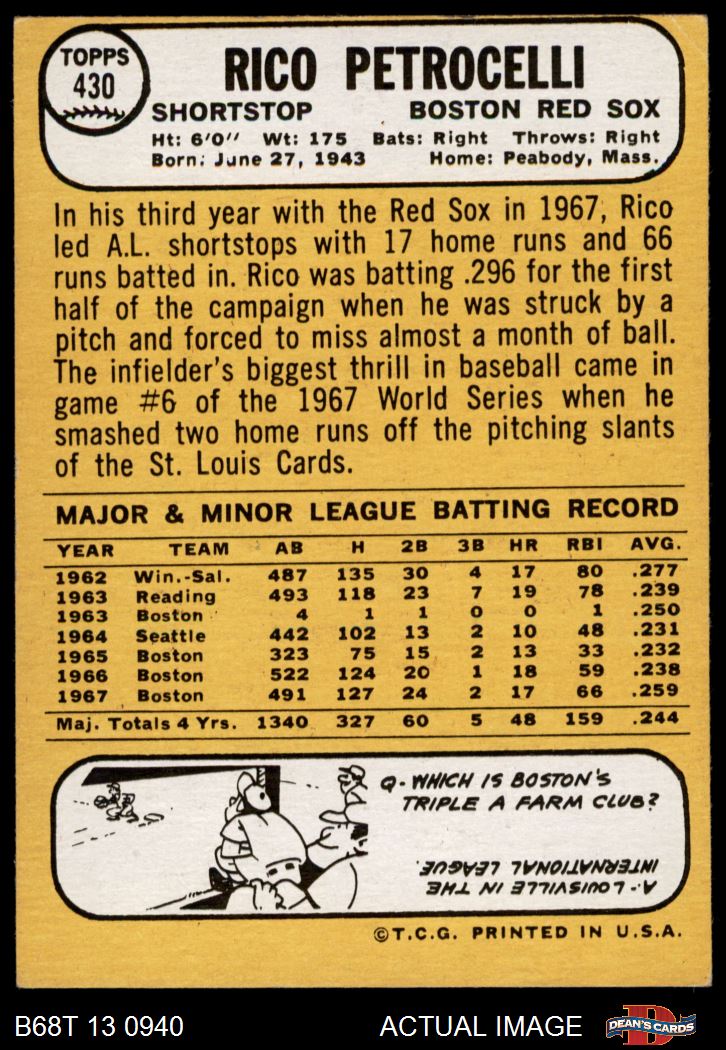 TOPPS
430
RICO PETROCELLI
SHORTSTOP BOSTON RED SOX
Ht: 6'0" Wt: 175 Bats: Right Throws: Right
Born: June 27, 1943 Home: Peabody, Mass.
In his third year with the Red Sox in 1967, Rico
led A.L. shortstops with 17 home runs and 66
runs batted in. Rico was batting .296 for the first
half of the campaign when he was struck by a
pitch and forced to miss almost a month of ball.
The infielder's biggest thrill in baseball came in
game #6 of the 1967 World Series when he
smashed two home runs off the pitching slants
of the St. Louis Cards.
MAJOR & MINOR LEAGUE BATTING RECORD
YEAR TEAM AB H 2B 3B HR RBI AVG.
1962 Win.-Sal. 487 135 30 4 17 80 .277
1963 Reading 493 118 23 7 19 78 .239
1963 Boston 4 1 1 0 0 1 .250
1964 Seattle 442 102 13 2 10 48 .231
1965 Boston 323 75 15 2 13 33 .232
1966 Boston 522 124 20 1 18 59 .238
1967 Boston 491 127 24 2 17 66 .259
Maj. Totals 4 Yrs. 1340 327 60 5 48 159 .244
Q- WHICH IS BOSTON'S
TRIPLE A FARM CLUB?
A- LOUISVILLE IN THE
INTERNATIONAL LEAGUE.
©T.C.G. PRINTED IN U.S.A.
B68T 13 0940 ACTUAL IMAGE
DEAN'S CARDS